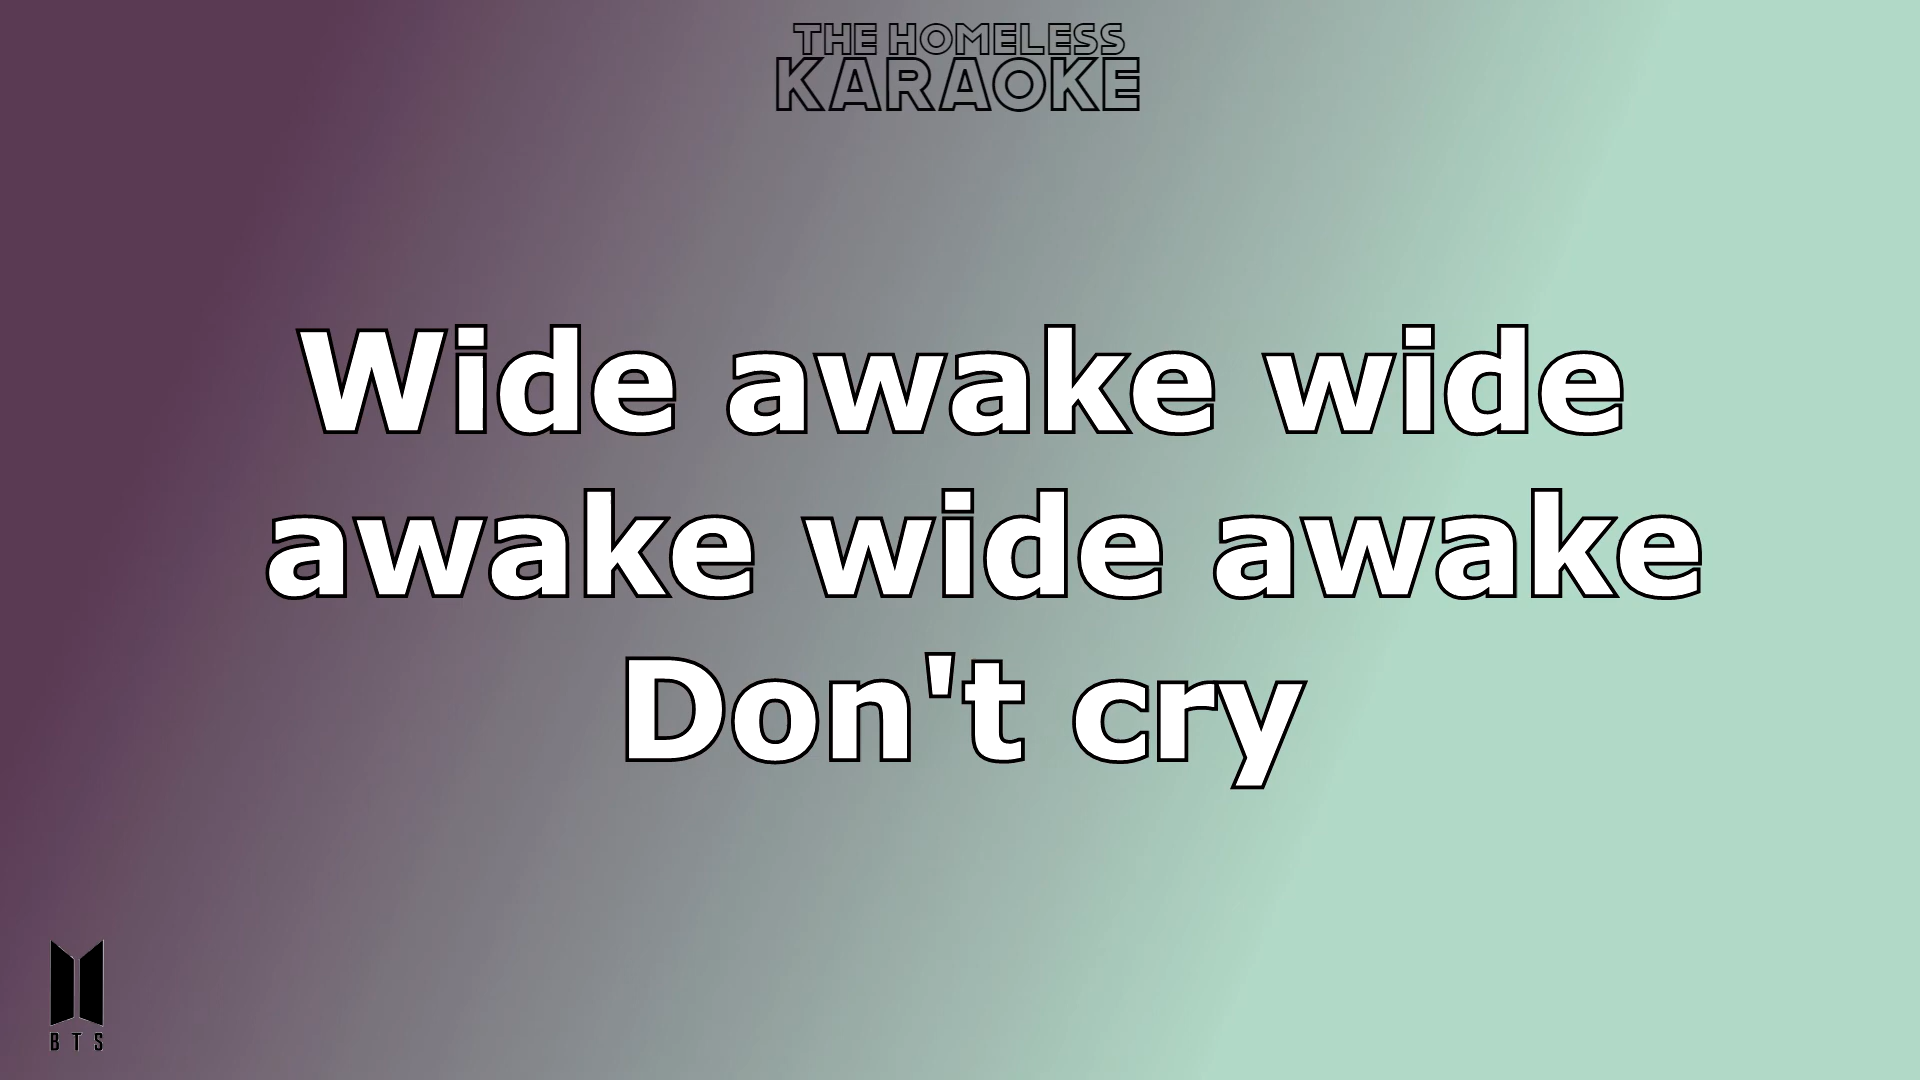 THE HOMELESS
KARAOKE
Wide awake wide
awake wide awake
Don't cry
BTS